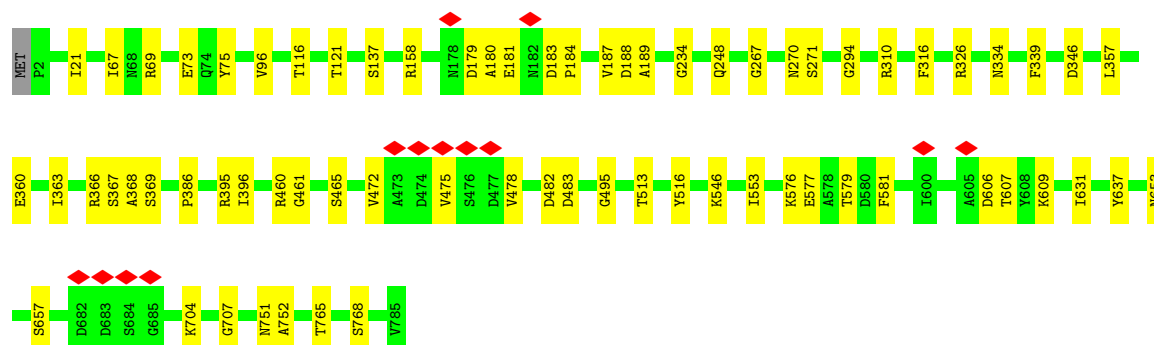 MET P2 I21 I67 N68 R69 E73 Q74 Y75 V96 T116 T121 S137 R158 N178 D179 A180 E181 N182 D183 P184 V187 D188 A189 G234 Q248 G267 N270 S271 G294 R310 F316 R326 N334 F339 D346 L357
E360 I363 R366 S367 A368 S369 P386 R395 I396 R460 G461 S465 V472 A473 D474 V475 S476 D477 V478 D482 D483 G495 T513 Y516 K546 I553 K576 E577 A578 T579 D580 F581 I600 A605 D606 T607 Y608 K609 I631 Y637
S657 D682 D683 S684 G685 K704 G707 N751 A752 T765 S768 V785